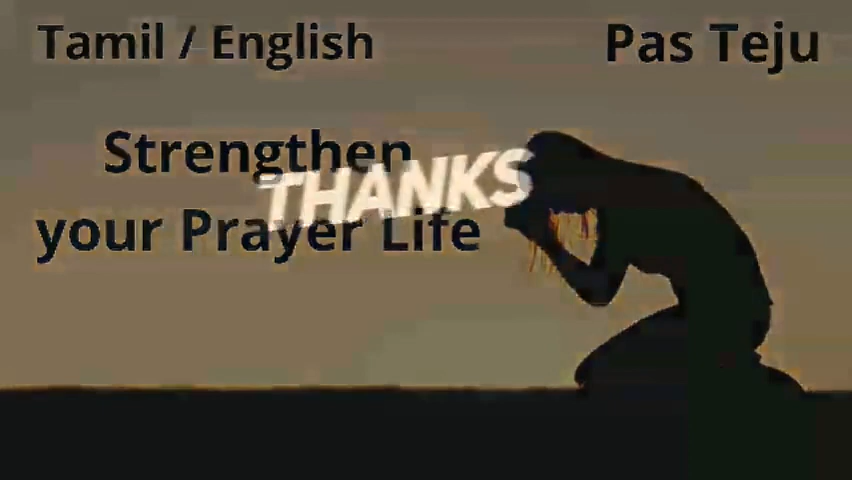 Tamil / English
Pas Teju
Strengthen
THANKS
your Prayer Life